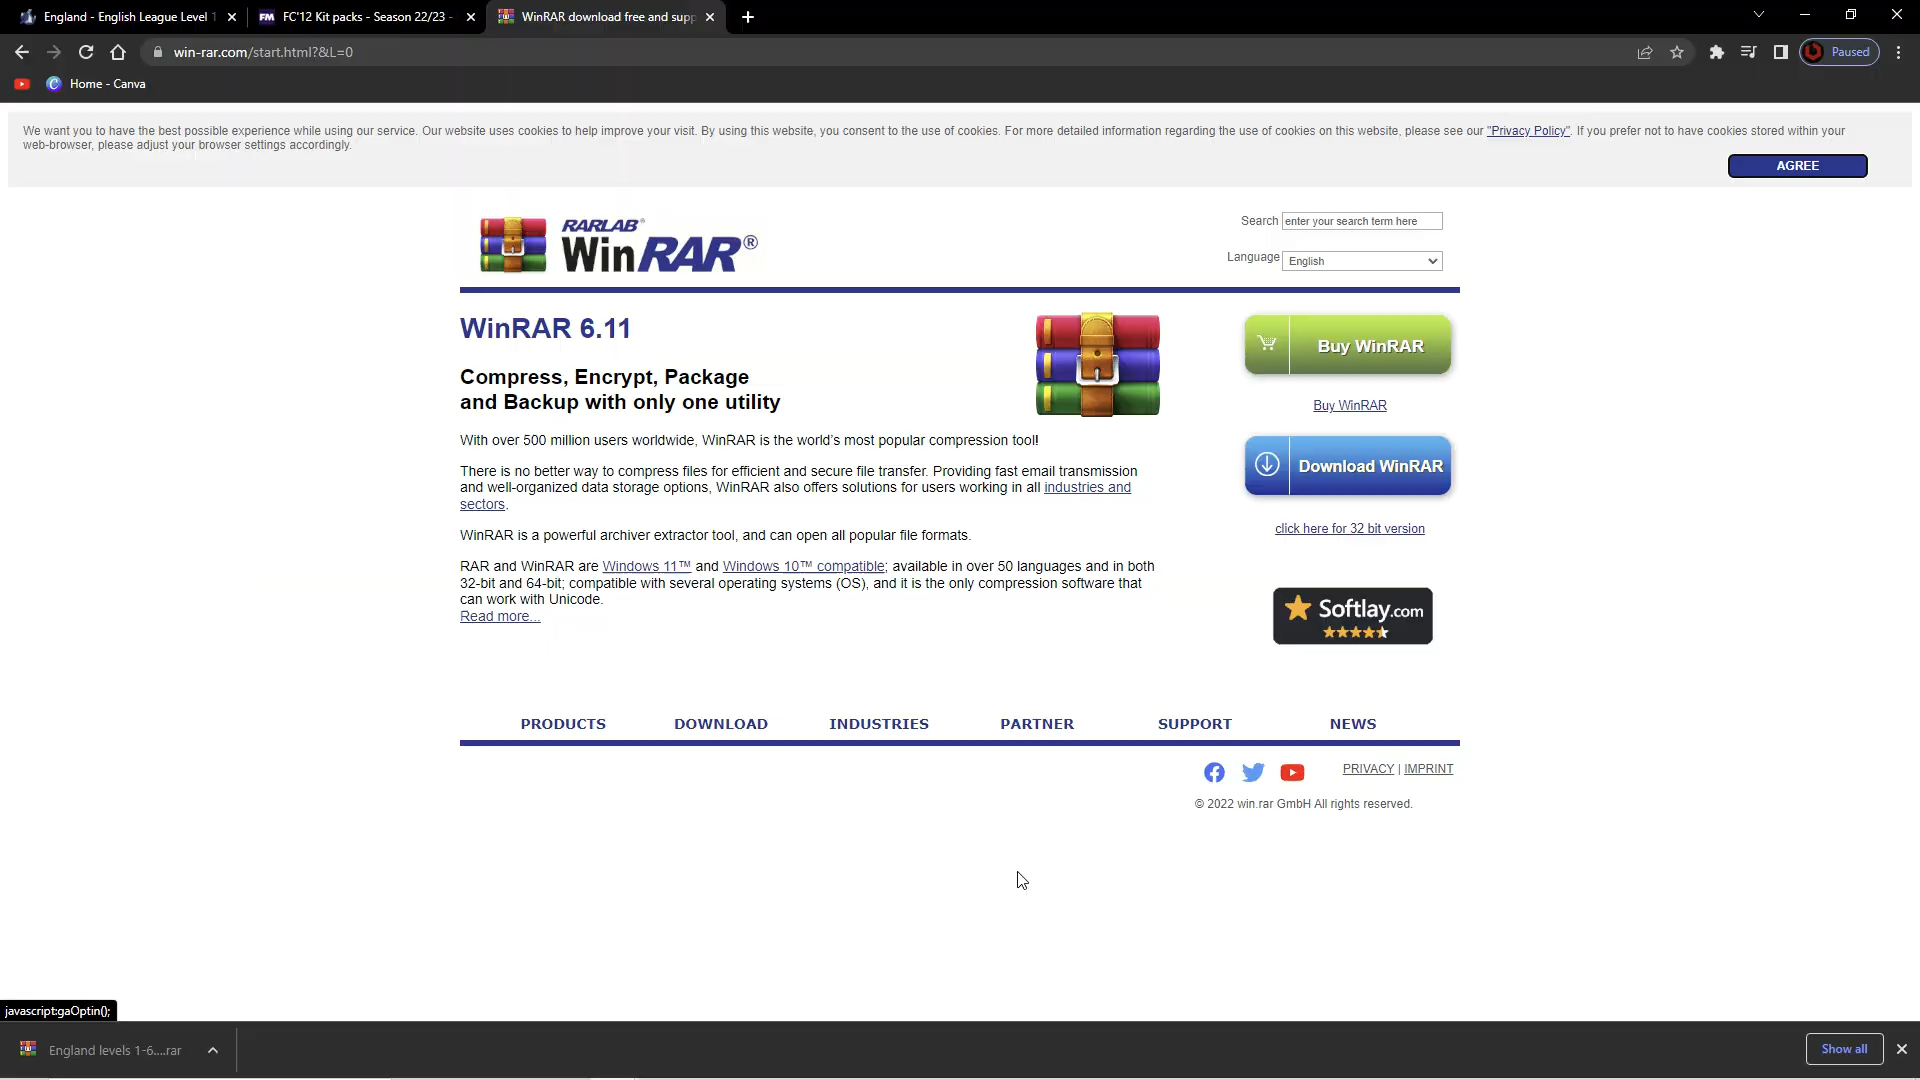 England - English League Level 1
FM FC'12 Kit packs - Season 22/23 -
WinRAR download free and supp
win-rar.com/start.html?&L=0
Paused
Home - Canva
We want you to have the best possible experience while using our service. Our website uses cookies to help improve your visit. By using this website, you consent to the use of cookies. For more detailed information regarding the use of cookies on this website, please see our "Privacy Policy". If you prefer not to have cookies stored within your
web-browser, please adjust your browser settings accordingly.
AGREE
RARLAB®
WinRAR®
Search enter your search term here
Language English
WinRAR 6.11
Compress, Encrypt, Package
and Backup with only one utility
With over 500 million users worldwide, WinRAR is the world's most popular compression tool!
There is no better way to compress files for efficient and secure file transfer. Providing fast email transmission
and well-organized data storage options, WinRAR also offers solutions for users working in all industries and
sectors.
WinRAR is a powerful archiver extractor tool, and can open all popular file formats.
RAR and WinRAR are Windows 11™ and Windows 10™ compatible; available in over 50 languages and in both
32-bit and 64-bit; compatible with several operating systems (OS), and it is the only compression software that
can work with Unicode.
Read more...
Buy WinRAR
Buy WinRAR
Download WinRAR
click here for 32 bit version
Softlay.com
PRODUCTS DOWNLOAD INDUSTRIES PARTNER SUPPORT NEWS
PRIVACY | IMPRINT
© 2022 win.rar GmbH All rights reserved.
javascript:gaOptin();
England levels 1-6....rar
Show all